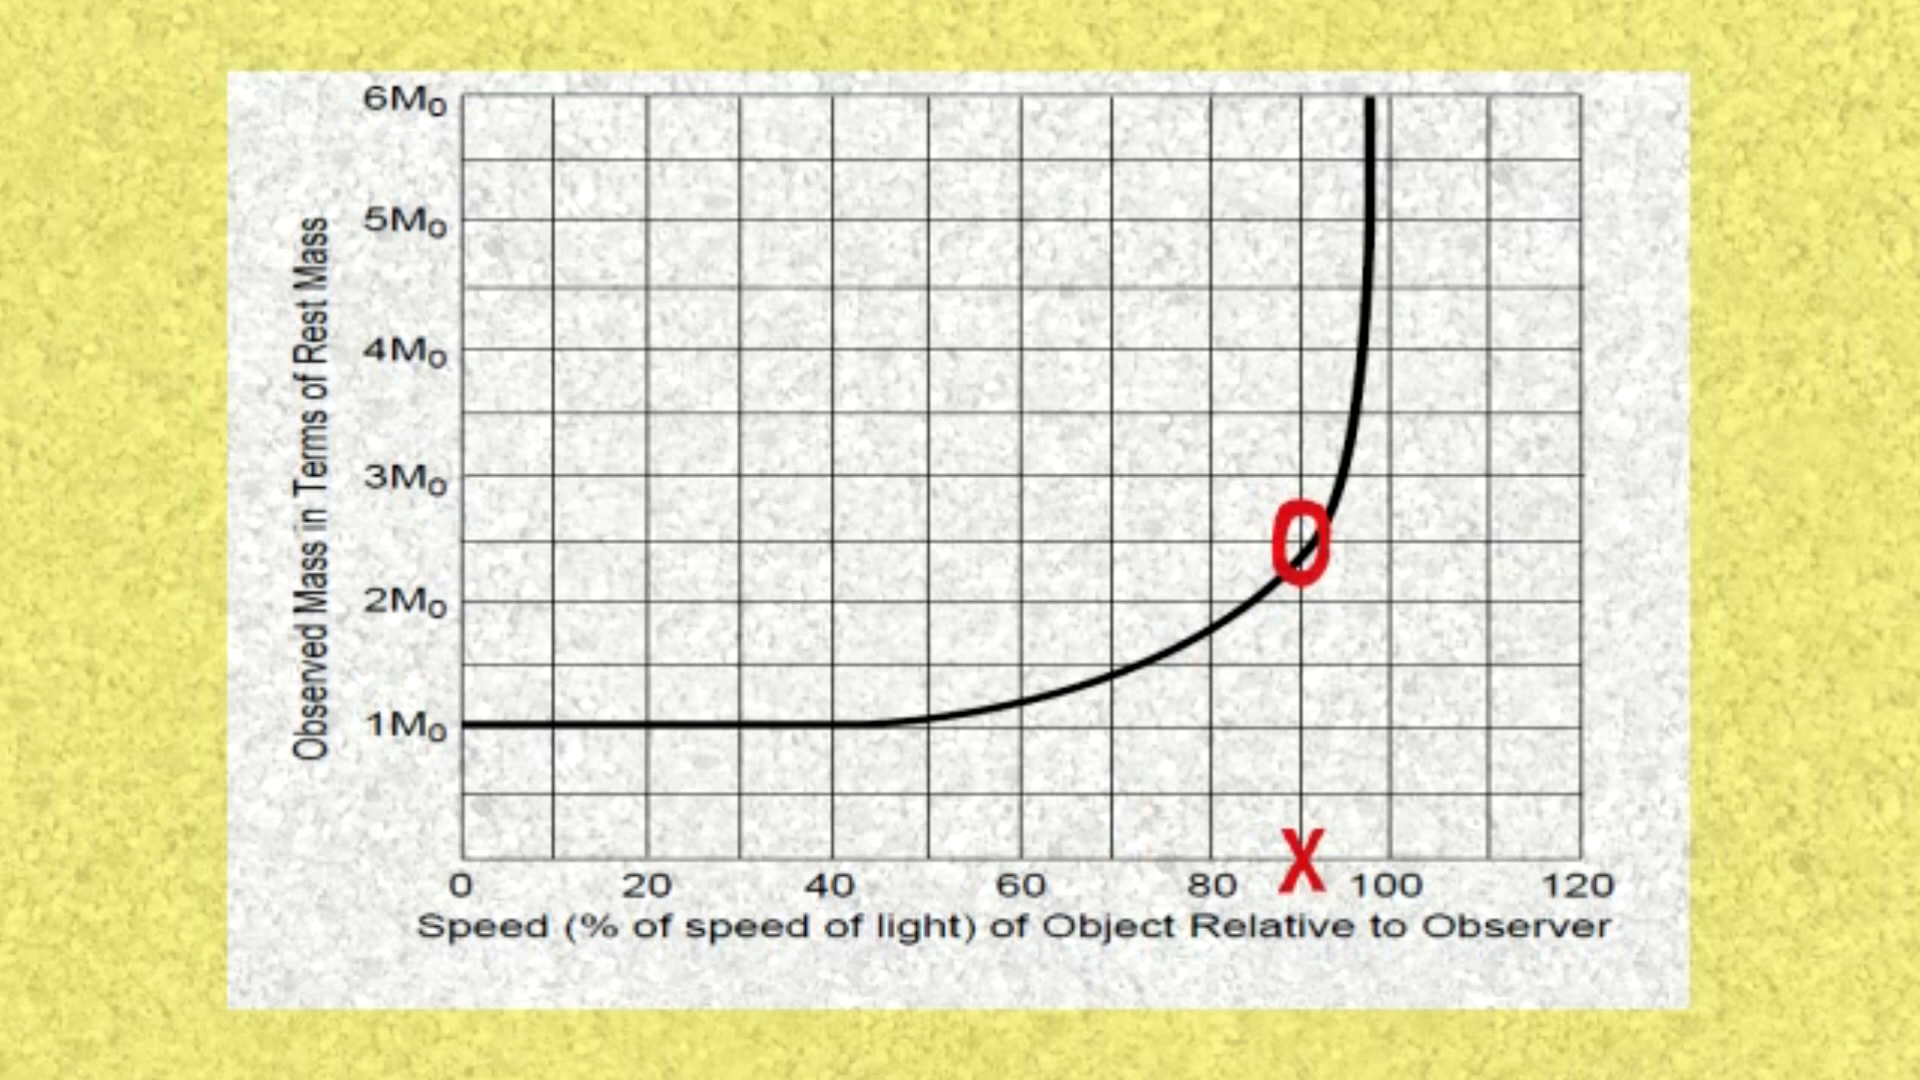 6M₀
5M₀
4M₀
3M₀
2M₀
1M₀
Observed Mass in Terms of Rest Mass
O
X
0 20 40 60 80 100 120
Speed (% of speed of light) of Object Relative to Observer